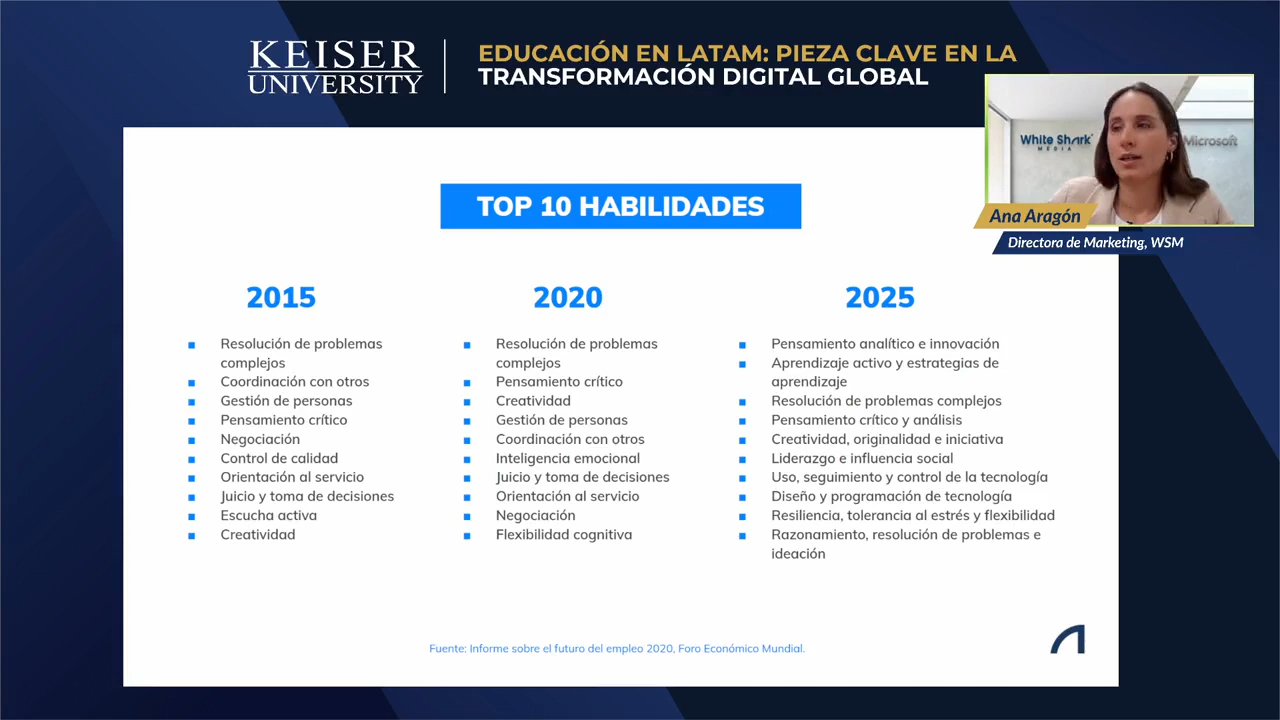 KEISER
UNIVERSITY
EDUCACIÓN EN LATAM: PIEZA CLAVE EN LA
TRANSFORMACIÓN DIGITAL GLOBAL
White Shark
MEDIA
Microsoft
Ana Aragón
Directora de Marketing, WSM
TOP 10 HABILIDADES
2015
Resolución de problemas
complejos
Coordinación con otros
Gestión de personas
Pensamiento crítico
Negociación
Control de calidad
Orientación al servicio
Juicio y toma de decisiones
Escucha activa
Creatividad
2020
Resolución de problemas
complejos
Pensamiento crítico
Creatividad
Gestión de personas
Coordinación con otros
Inteligencia emocional
Juicio y toma de decisiones
Orientación al servicio
Negociación
Flexibilidad cognitiva
2025
Pensamiento analítico e innovación
Aprendizaje activo y estrategias de
aprendizaje
Resolución de problemas complejos
Pensamiento crítico y análisis
Creatividad, originalidad e iniciativa
Liderazgo e influencia social
Uso, seguimiento y control de la tecnología
Diseño y programación de tecnología
Resiliencia, tolerancia al estrés y flexibilidad
Razonamiento, resolución de problemas e
ideación
Fuente: Informe sobre el futuro del empleo 2020, Foro Económico Mundial.